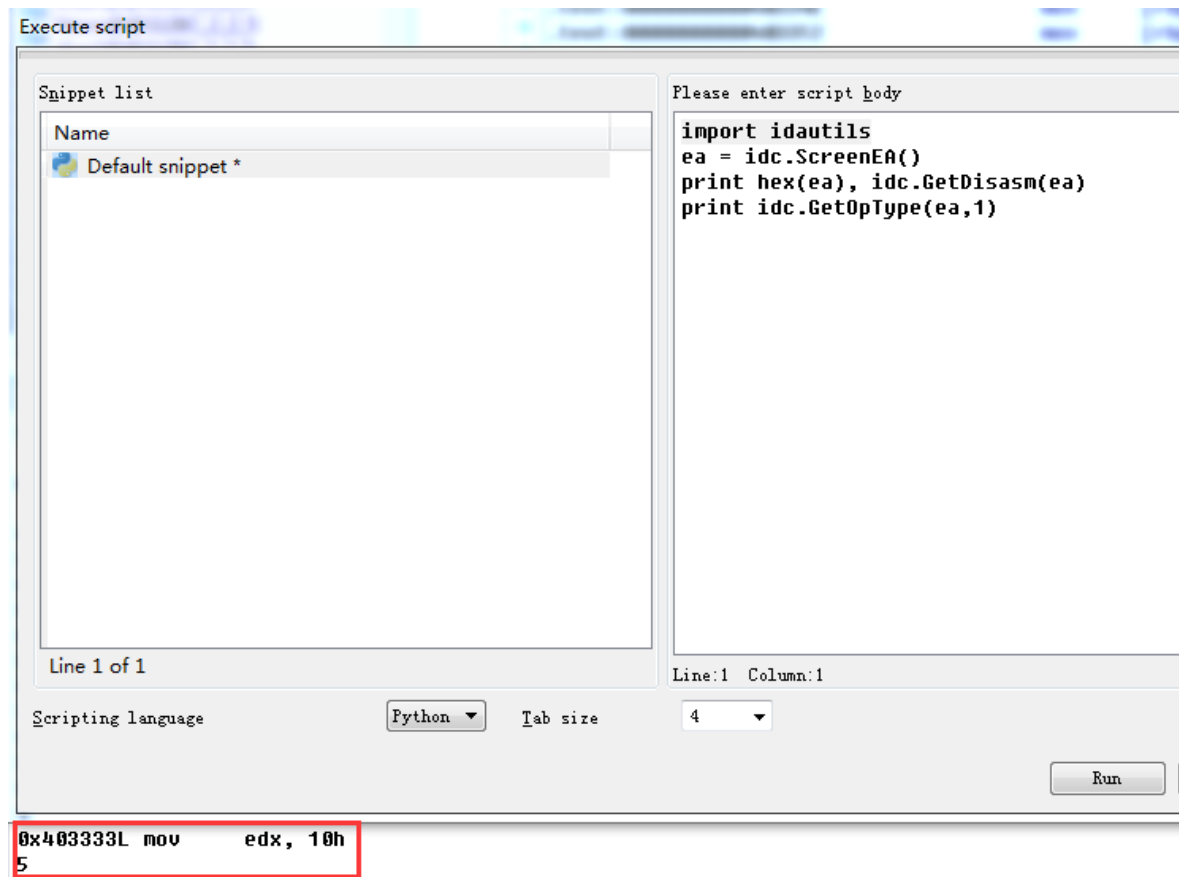 Execute script
Snippet list
Please enter script body
Name
Default snippet *
import idautils
ea = idc.ScreenEA()
print hex(ea), idc.GetDisasm(ea)
print idc.GetOpType(ea,1)
Line 1 of 1
Line:1 Column:1
Scripting language
Python
Tab size
4
Run
0x403333L mov edx, 10h
5